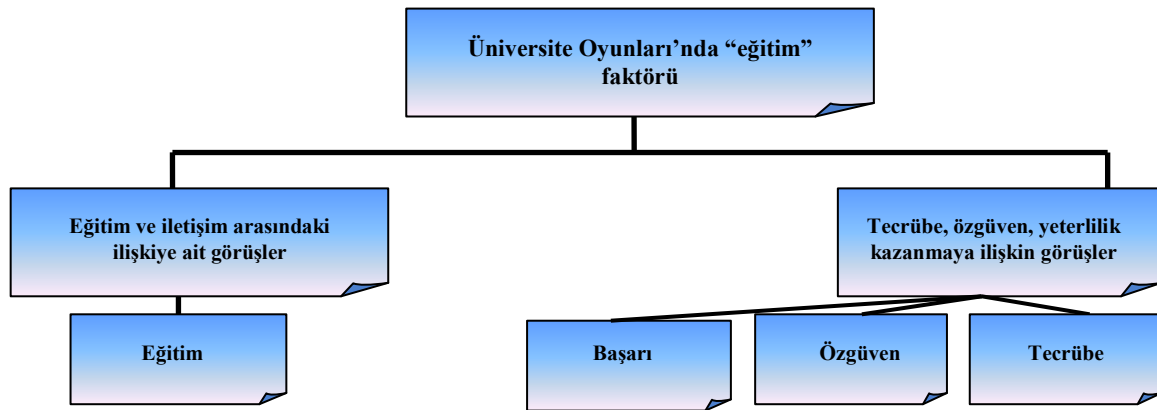 Üniversite Oyunları’nda “eğitim”
faktörü
Eğitim ve iletişim arasındaki
ilişkiye ait görüşler
Tecrübe, özgüven, yeterlilik
kazanmaya ilişkin görüşler
Eğitim
Başarı
Özgüven
Tecrübe